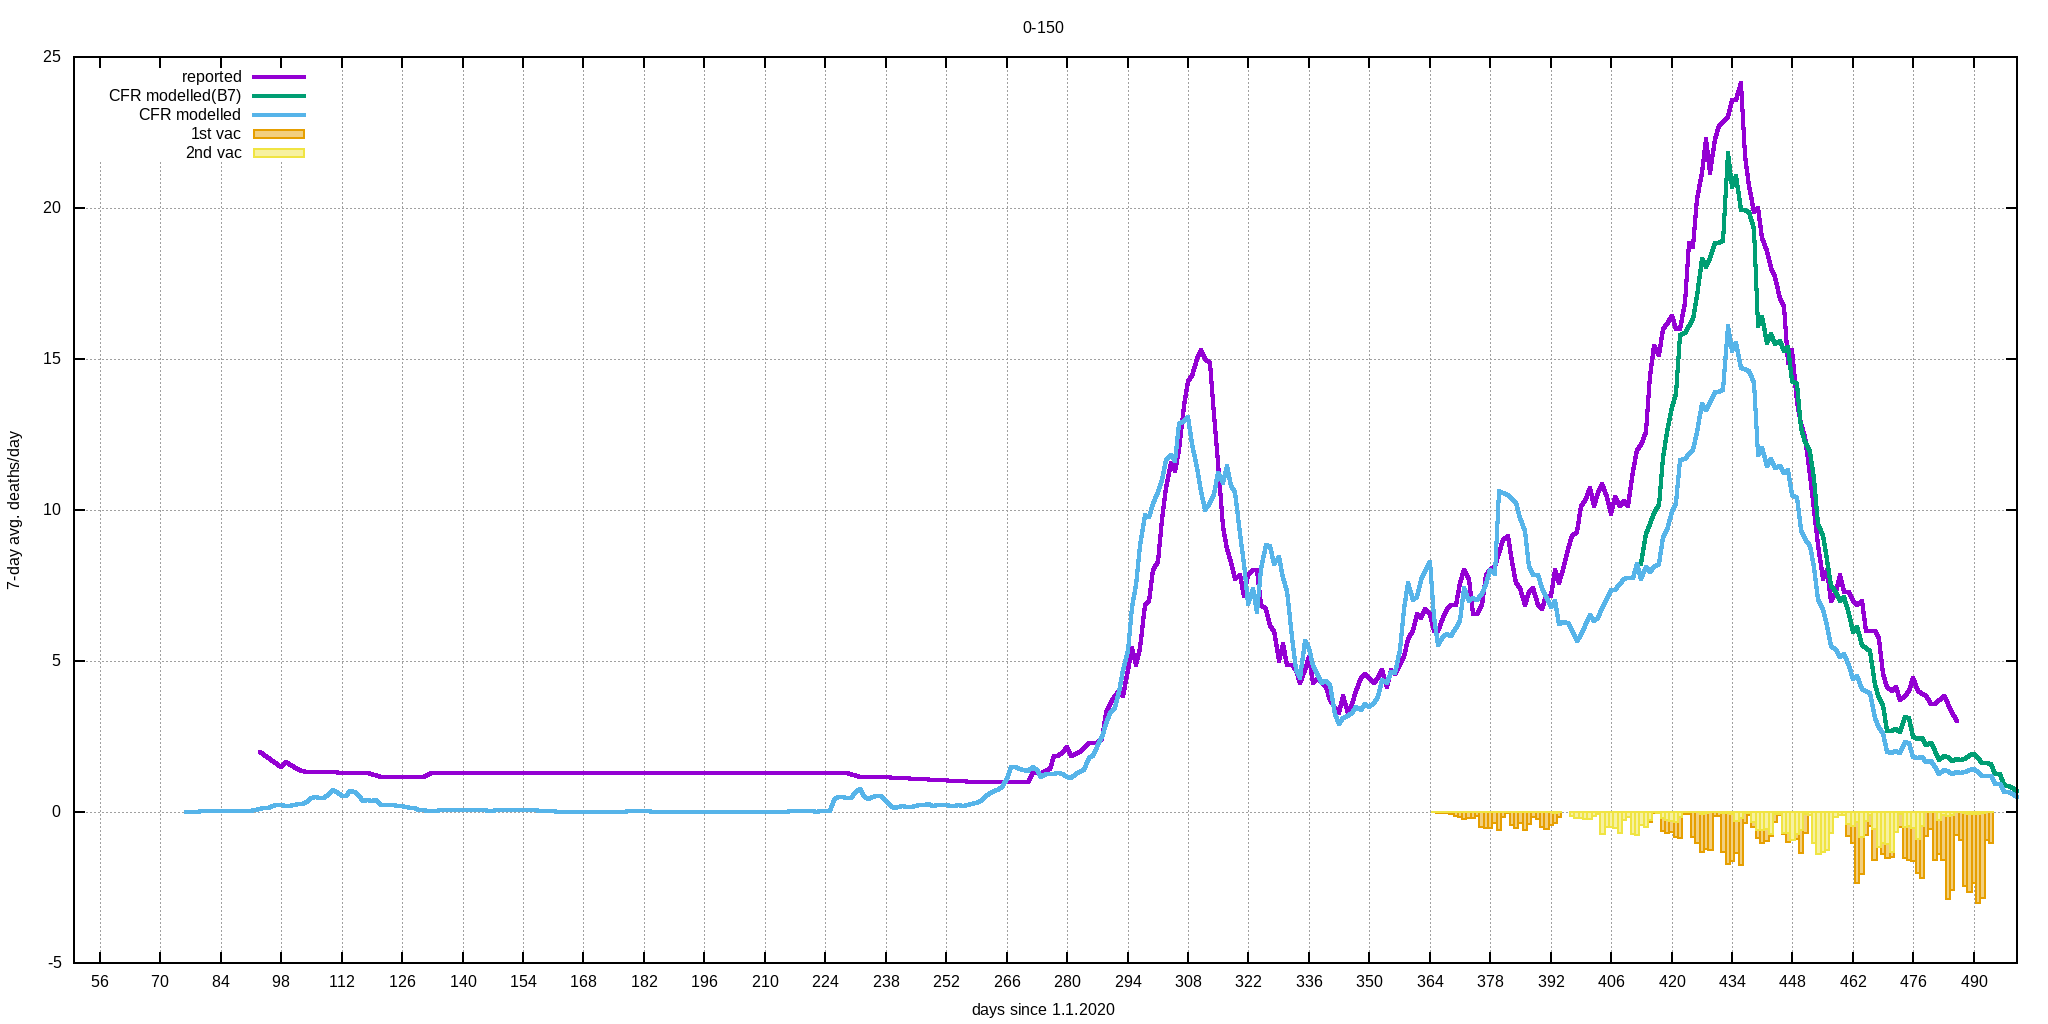 0-150
25
20
15
10
5
0
-5
7-day avg. deaths/day
reported
CFR modelled(B7)
CFR modelled
1st vac
2nd vac
56 70 84 98 112 126 140 154 168 182 196 210 224 238 252 266 280 294 308 322 336 350 364 378 392 406 420 434 448 462 476 490
days since 1.1.2020